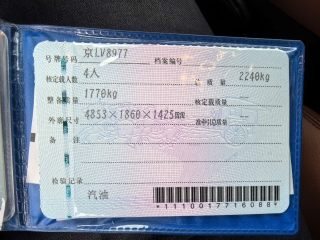 号牌号码 京LV8977 档案编号
核定载人数 4人 总质量 2240kg
整备质量 1770kg 核定载质量 --
外廓尺寸 4853×1860×1425mm 准牵引总质量 --
备注
检验记录
汽油
*1110017716088*